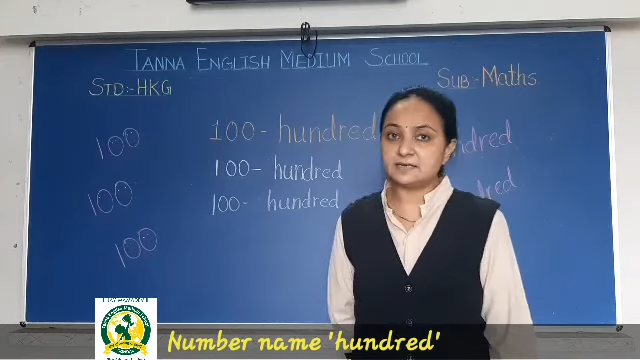 TANNA ENGLISH MEDIUM SCHOOL
STD:- HKG
SUB:- Maths
100
100 - hundred
100
100 - hundred
100
100 - hundred
Number name 'hundred'